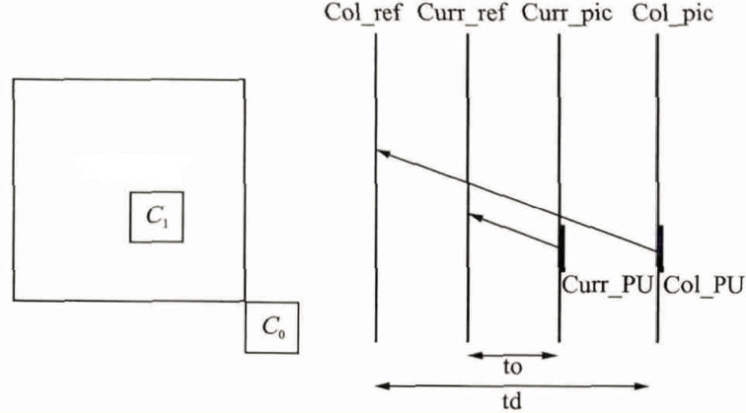 Col_ref Curr_ref Curr_pic Col_pic
C₁
Curr_PU Col_PU
C₀
to
td